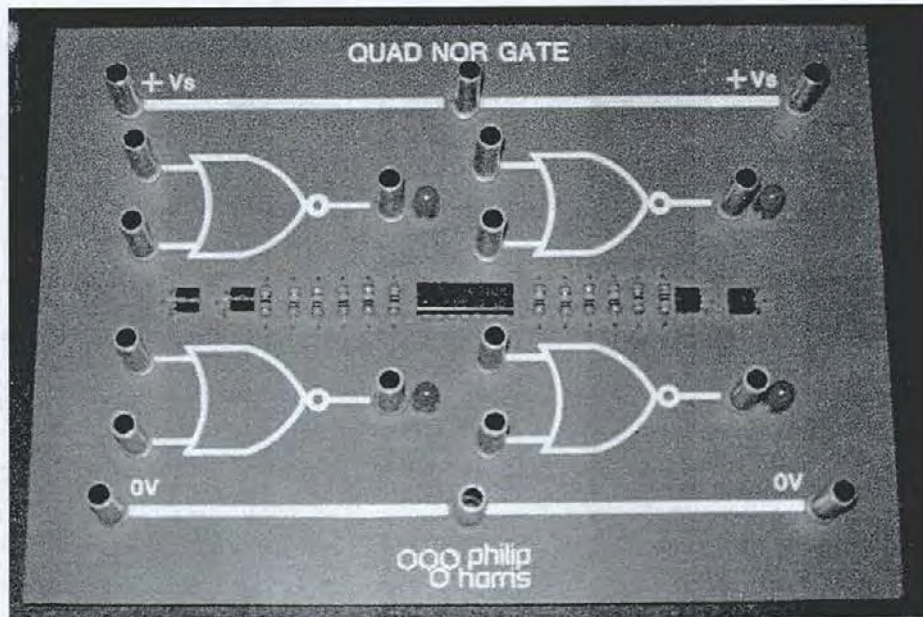 QUAD NOR GATE
+Vs
+Vs
0V
0V
philip
harris